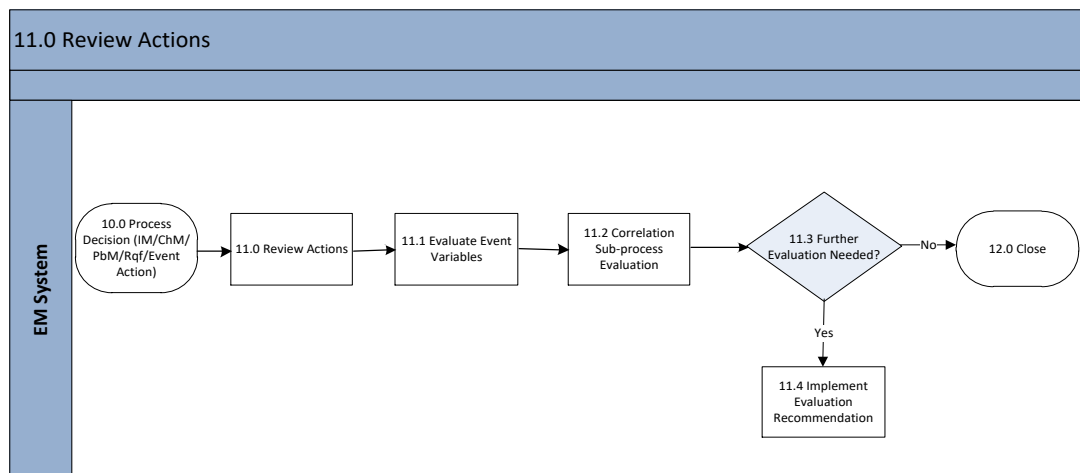 11.0 Review Actions
EM System
10.0 Process
Decision (IM/ChM/
PbM/Rqf/Event
Action)
11.0 Review Actions
11.1 Evaluate Event
Variables
11.2 Correlation
Sub-process
Evaluation
11.3 Further
Evaluation Needed?
No
12.0 Close
Yes
11.4 Implement
Evaluation
Recommendation